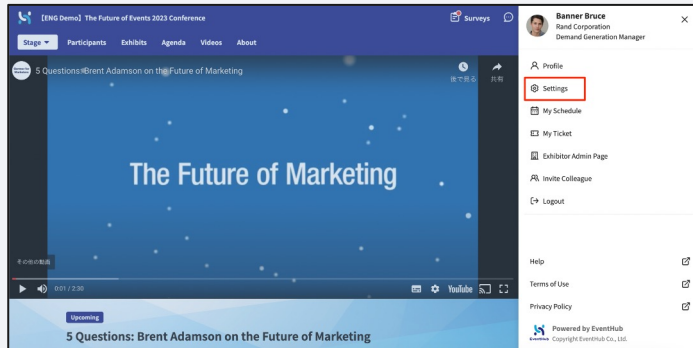 [ENG Demo] The Future of Events 2023 Conference
Surveys
Stage
Participants
Exhibits
Agenda
Videos
About
5 Questions: Brent Adamson on the Future of Marketing
後で見る
共有
The Future of Marketing
その他の動画
0:01 / 2:30
YouTube
Upcoming
5 Questions: Brent Adamson on the Future of Marketing
Banner Bruce
Rand Corporation
Demand Generation Manager
Profile
Settings
My Schedule
My Ticket
Exhibitor Admin Page
Invite Colleague
Logout
Help
Terms of Use
Privacy Policy
Powered by EventHub
EventHub Copyright EventHub Co., Ltd.